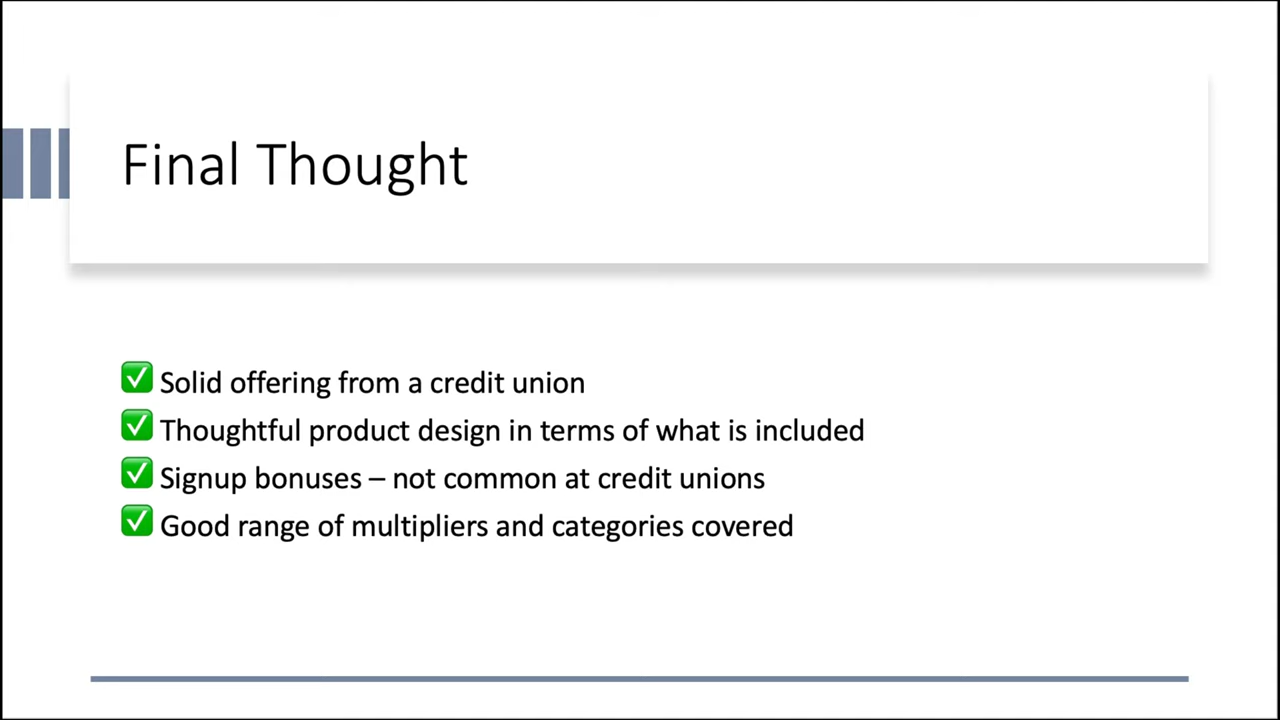 Final Thought
✅ Solid offering from a credit union
✅ Thoughtful product design in terms of what is included
✅ Signup bonuses – not common at credit unions
✅ Good range of multipliers and categories covered